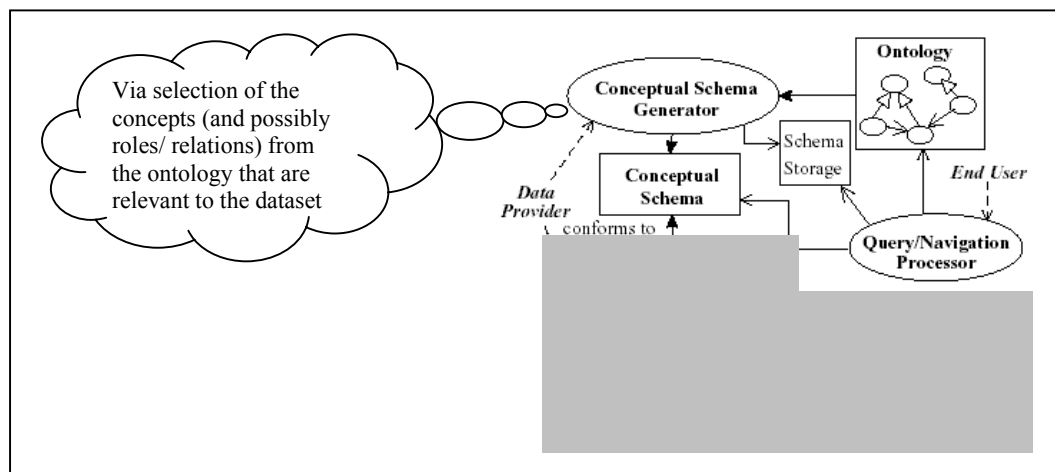 Via selection of the
concepts (and possibly
roles/ relations) from
the ontology that are
relevant to the dataset
Conceptual Schema
Generator
Ontology
Schema
Storage
Conceptual
Schema
Data
Provider
conforms to
End User
Query/Navigation
Processor